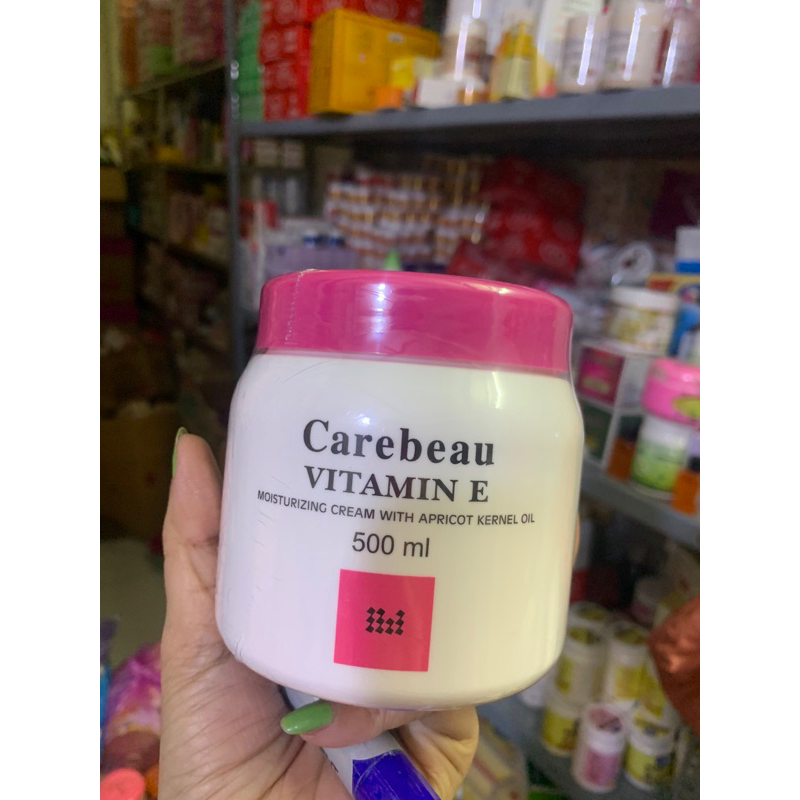 Carebeau
VITAMIN E
MOISTURIZING CREAM WITH APRICOT KERNEL OIL
500 ml